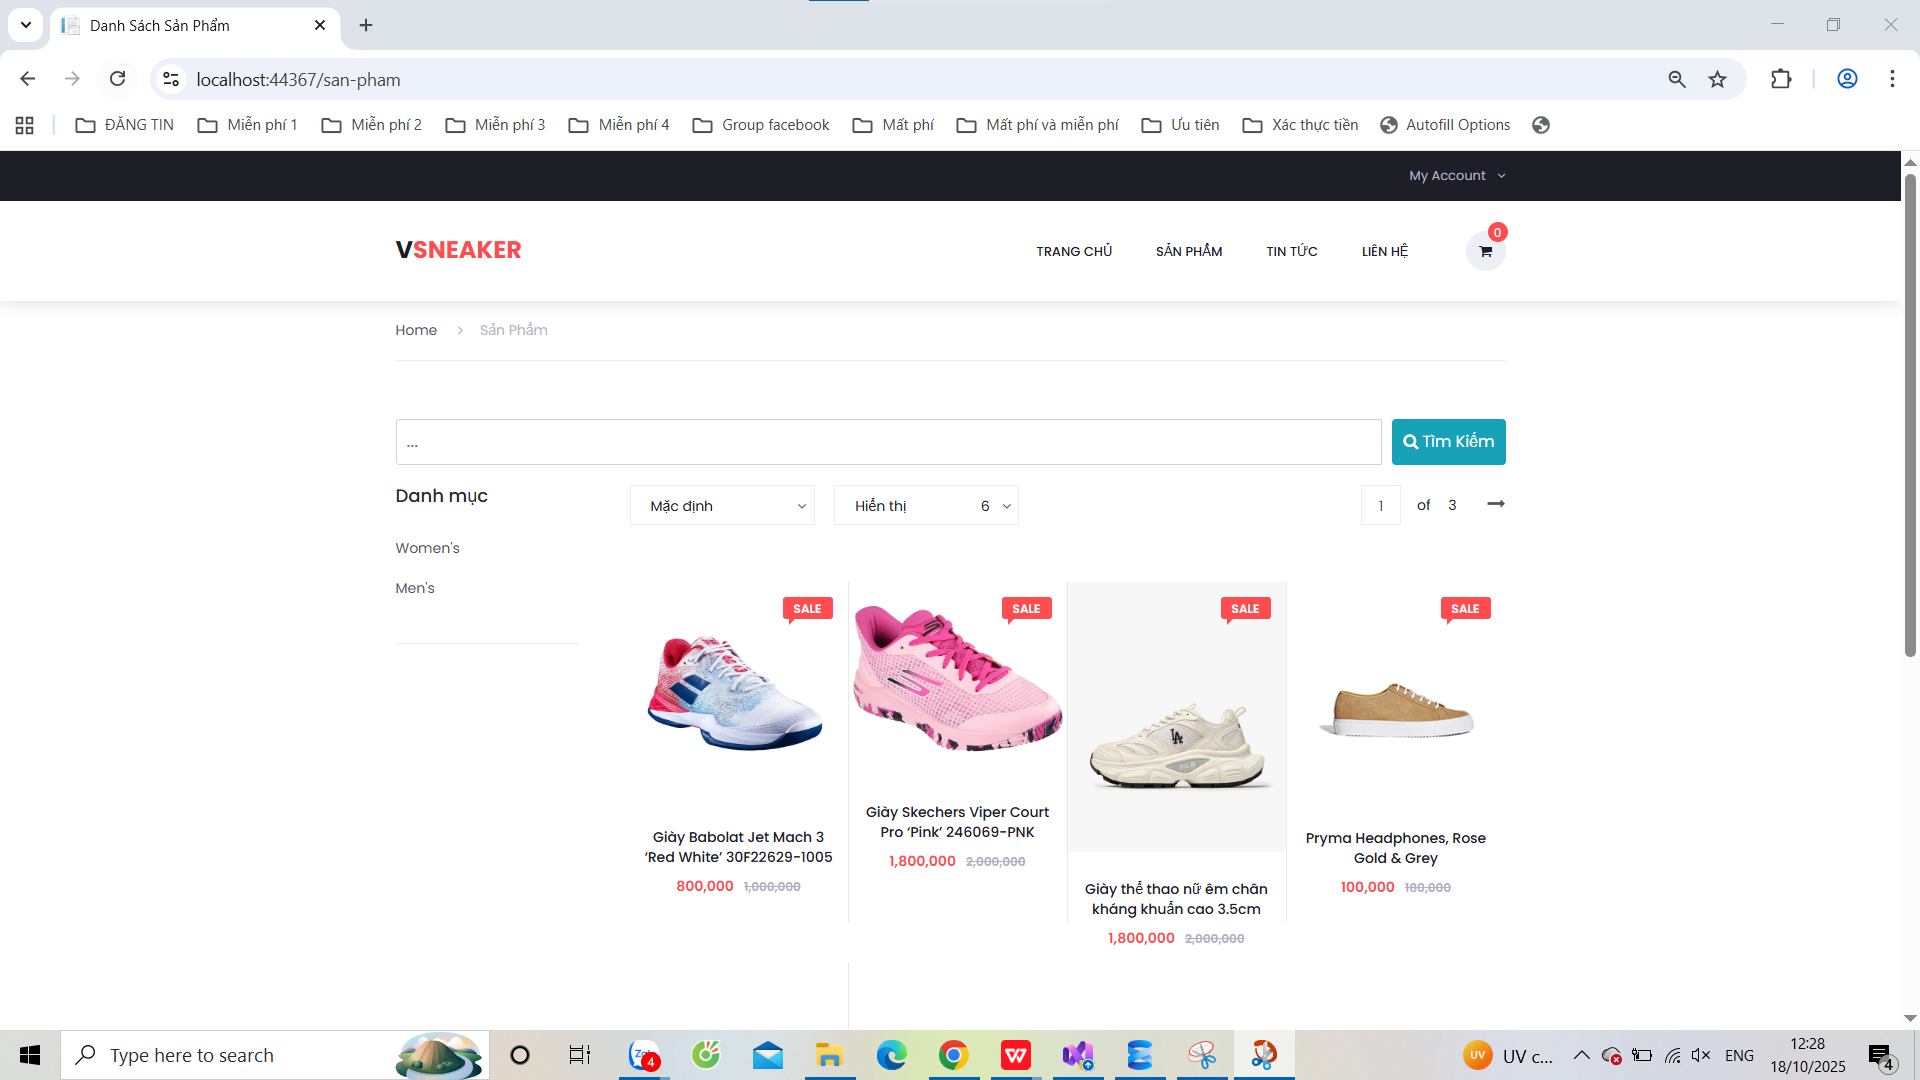 Danh Sách Sản Phẩm
localhost:44367/san-pham
ĐĂNG TIN
Miễn phí 1
Miễn phí 2
Miễn phí 3
Miễn phí 4
Group facebook
Mất phí
Mất phí và miễn phí
Ưu tiên
Xác thực tiền
Autofill Options
My Account
VSNEAKER
TRANG CHỦ
SẢN PHẨM
TIN TỨC
LIÊN HỆ
0
Home
Sản Phẩm
...
Tìm Kiếm
Danh mục
Women's
Men's
Mặc định
Hiển thị 6
1 of 3
SALE
Giày Babolat Jet Mach 3
‘Red White’ 30F22629-1005
800,000 1,000,000
SALE
Giày Skechers Viper Court
Pro ‘Pink’ 246069-PNK
1,800,000 2,000,000
SALE
LA
Giày thể thao nữ êm chân
kháng khuẩn cao 3.5cm
1,800,000 2,000,000
SALE
Pryma Headphones, Rose
Gold & Grey
100,000 180,000
Type here to search
4
UV
UV c...
ENG
12:28
18/10/2025
4